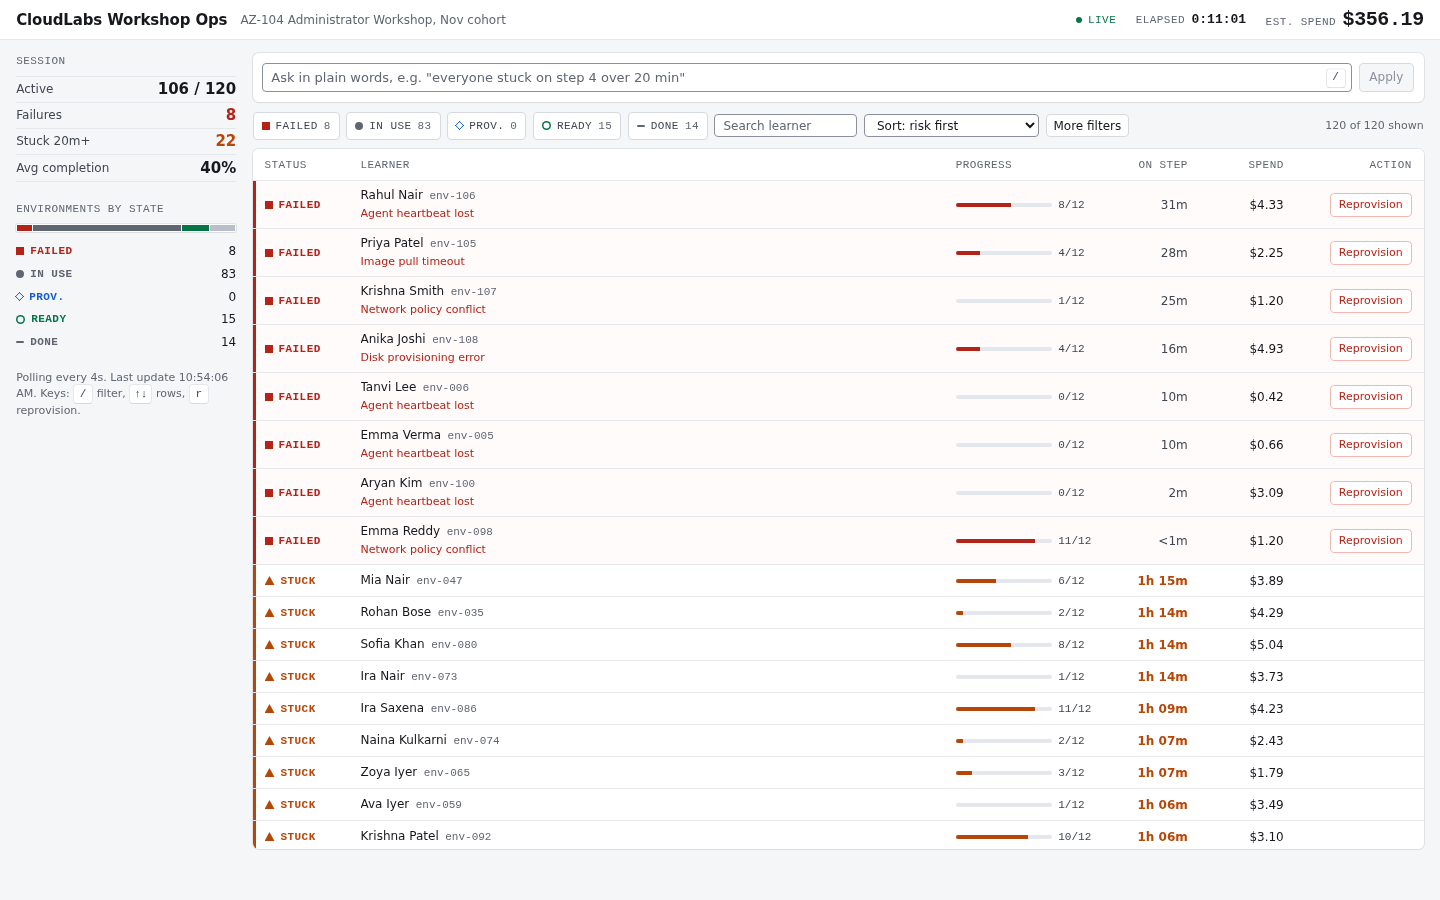 CloudLabs Workshop Ops AZ-104 Administrator Workshop, Nov cohort LIVE ELAPSED 0:11:01 EST. SPEND $356.19
SESSION
Active 106 / 120
Failures 8
Stuck 20m+ 22
Avg completion 40%
ENVIRONMENTS BY STATE
FAILED 8
IN USE 83
PROV. 0
READY 15
DONE 14
Polling every 4s. Last update 10:54:06
AM. Keys: / filter, ↑↓ rows, r
reprovision.
Ask in plain words, e.g. "everyone stuck on step 4 over 20 min" / Apply
FAILED 8 IN USE 83 PROV. 0 READY 15 DONE 14 Search learner Sort: risk first More filters 120 of 120 shown
STATUS LEARNER PROGRESS ON STEP SPEND ACTION
FAILED Rahul Nair env-106 8/12 31m $4.33 Reprovision
Agent heartbeat lost
FAILED Priya Patel env-105 4/12 28m $2.25 Reprovision
Image pull timeout
FAILED Krishna Smith env-107 1/12 25m $1.20 Reprovision
Network policy conflict
FAILED Anika Joshi env-108 4/12 16m $4.93 Reprovision
Disk provisioning error
FAILED Tanvi Lee env-006 0/12 10m $0.42 Reprovision
Agent heartbeat lost
FAILED Emma Verma env-005 0/12 10m $0.66 Reprovision
Agent heartbeat lost
FAILED Aryan Kim env-100 0/12 2m $3.09 Reprovision
Agent heartbeat lost
FAILED Emma Reddy env-098 11/12 <1m $1.20 Reprovision
Network policy conflict
STUCK Mia Nair env-047 6/12 1h 15m $3.89
STUCK Rohan Bose env-035 2/12 1h 14m $4.29
STUCK Sofia Khan env-080 8/12 1h 14m $5.04
STUCK Ira Nair env-073 1/12 1h 14m $3.73
STUCK Ira Saxena env-086 11/12 1h 09m $4.23
STUCK Naina Kulkarni env-074 2/12 1h 07m $2.43
STUCK Zoya Iyer env-065 3/12 1h 07m $1.79
STUCK Ava Iyer env-059 1/12 1h 06m $3.49
STUCK Krishna Patel env-092 10/12 1h 06m $3.10